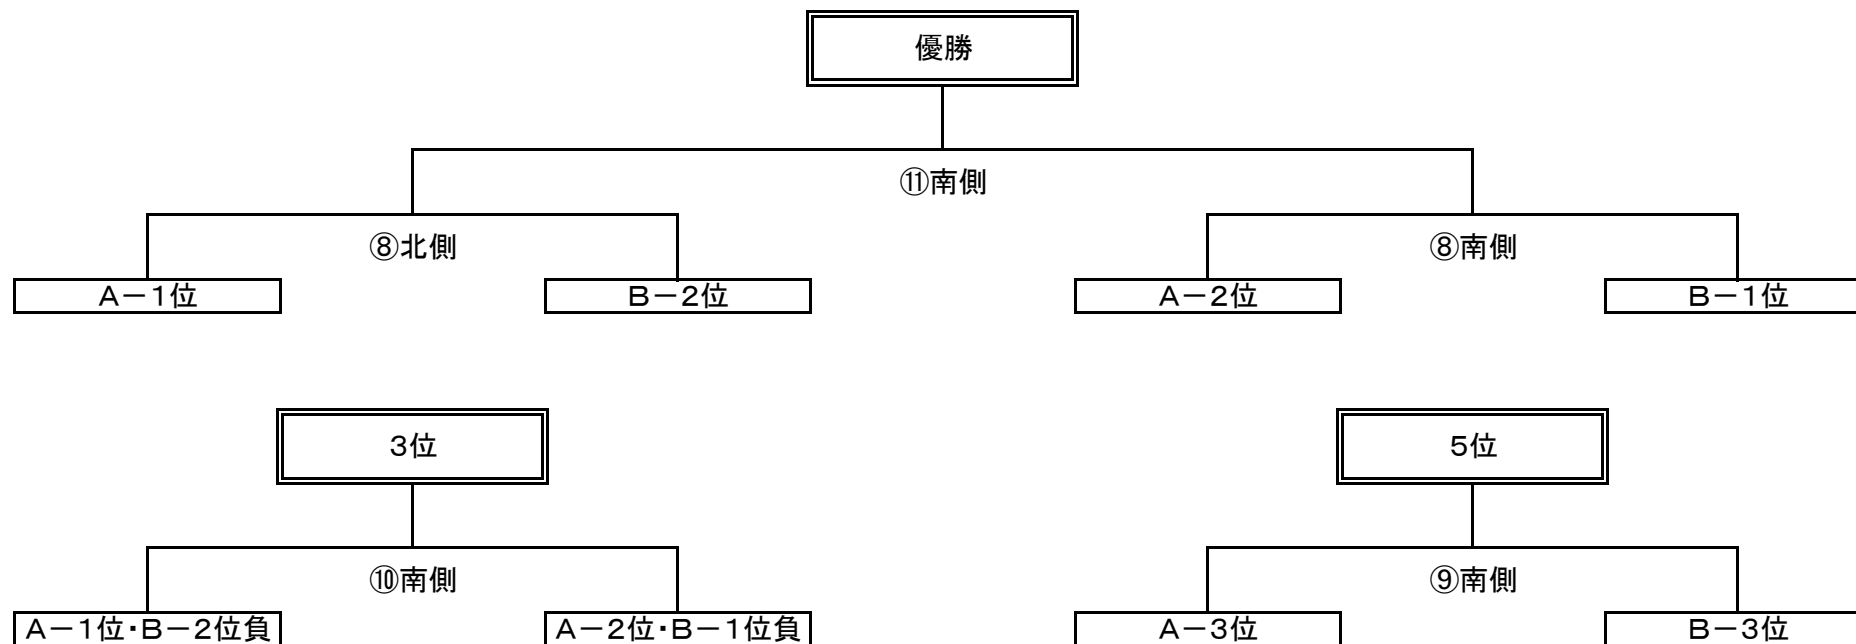 優勝
⑪南側
⑧北側
⑧南側
A－1位
B－2位
A－2位
B－1位
3位
5位
⑩南側
⑨南側
A－1位・B－2位負
A－2位・B－1位負
A－3位
B－3位